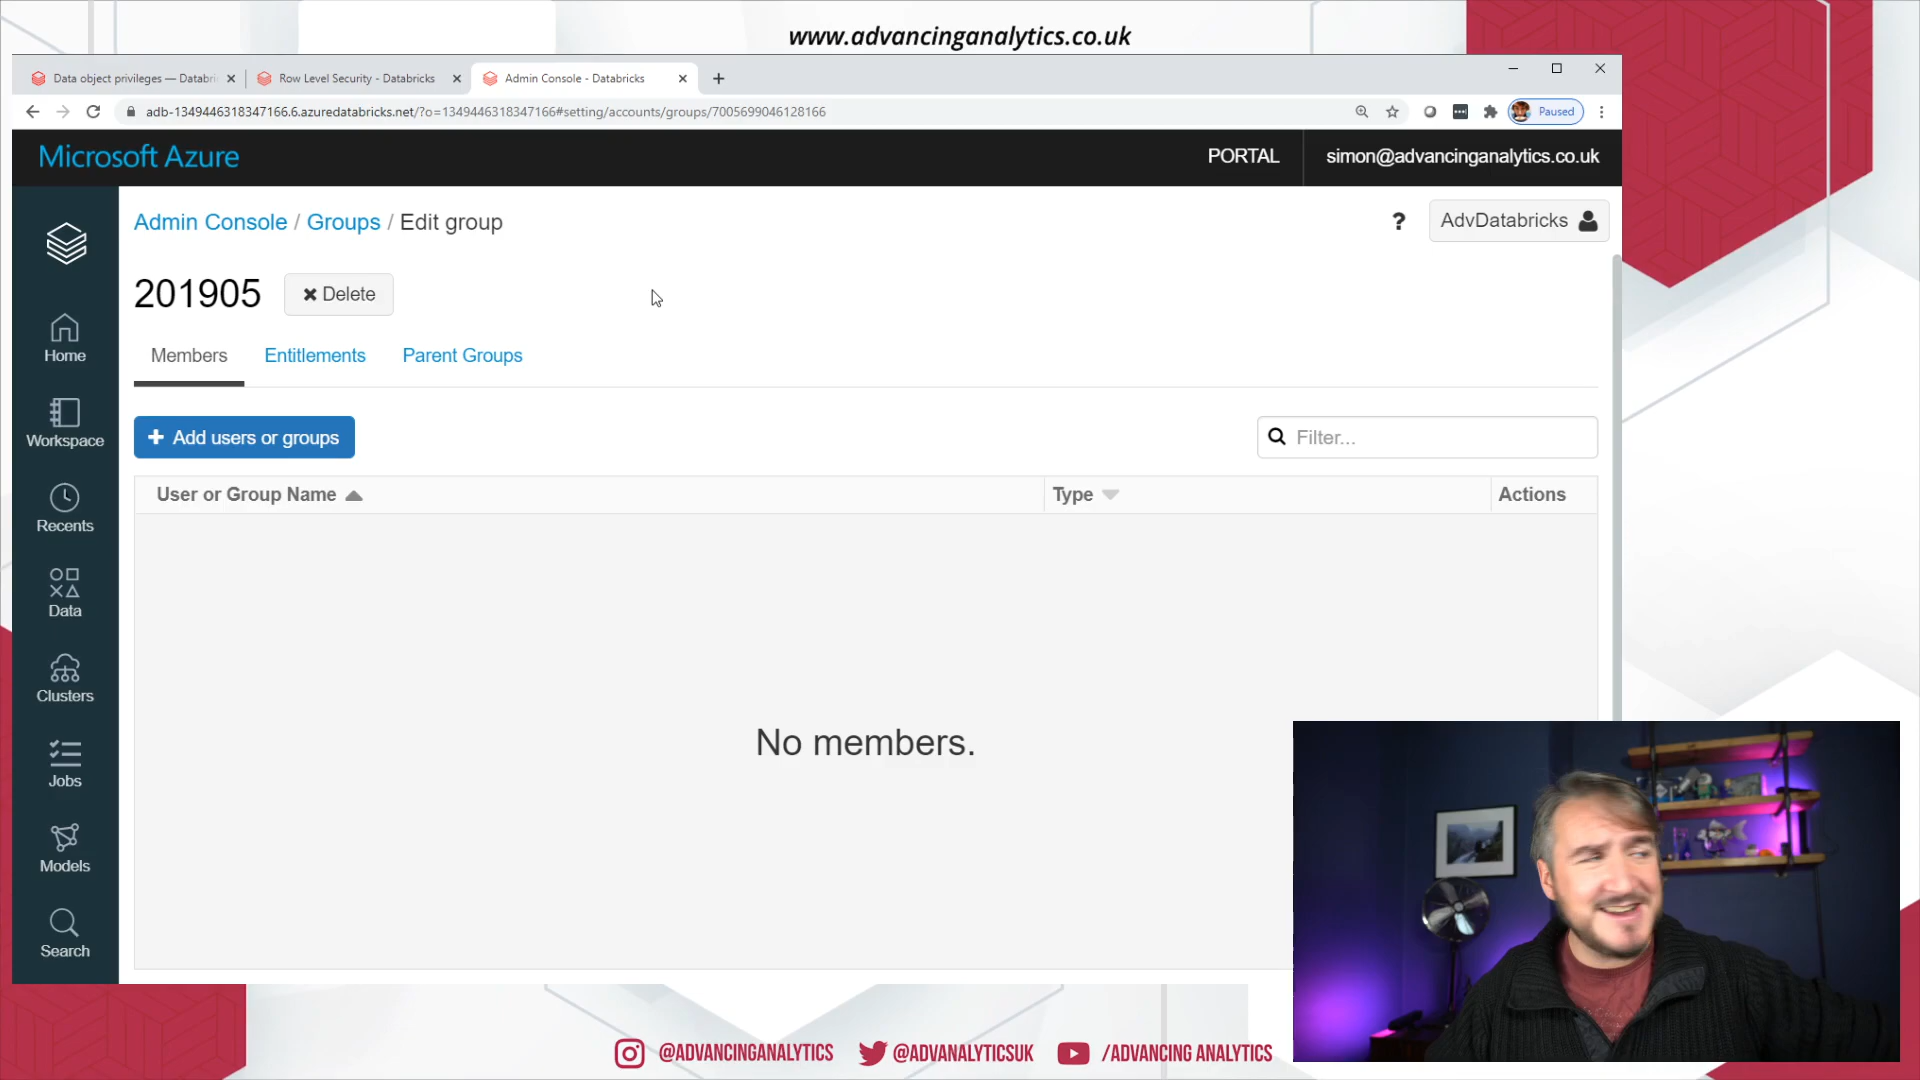 www.advancinganalytics.co.uk
Data object privileges — Databri
Row Level Security - Databricks
Admin Console - Databricks
adb-1349446318347166.6.azuredatabricks.net/?o=1349446318347166#setting/accounts/groups/7005699046128166
Paused
Microsoft Azure
PORTAL
simon@advancinganalytics.co.uk
Admin Console / Groups / Edit group
? AdvDatabricks
201905
Delete
Members
Entitlements
Parent Groups
+ Add users or groups
Filter...
User or Group Name
Type
Actions
No members.
Home
Workspace
Recents
Data
Clusters
Jobs
Models
Search
@ADVANCINGANALYTICS
@ADVANALYTICSUK
/ADVANCING ANALYTICS